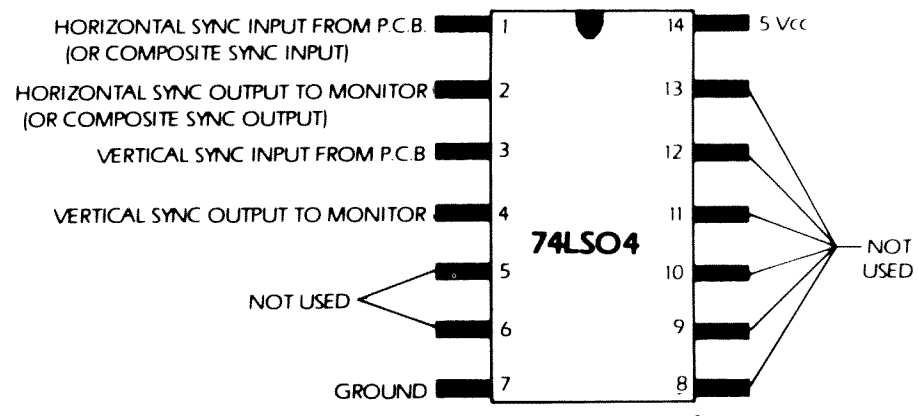 HORIZONTAL SYNC INPUT FROM P.C.B.
(OR COMPOSITE SYNC INPUT)
HORIZONTAL SYNC OUTPUT TO MONITOR
(OR COMPOSITE SYNC OUTPUT)
VERTICAL SYNC INPUT FROM P.C.B
VERTICAL SYNC OUTPUT TO MONITOR
NOT USED
GROUND
1
2
3
4
5
6
7
74LS04
14
13
12
11
10
9
8
5 Vcc
NOT
USED